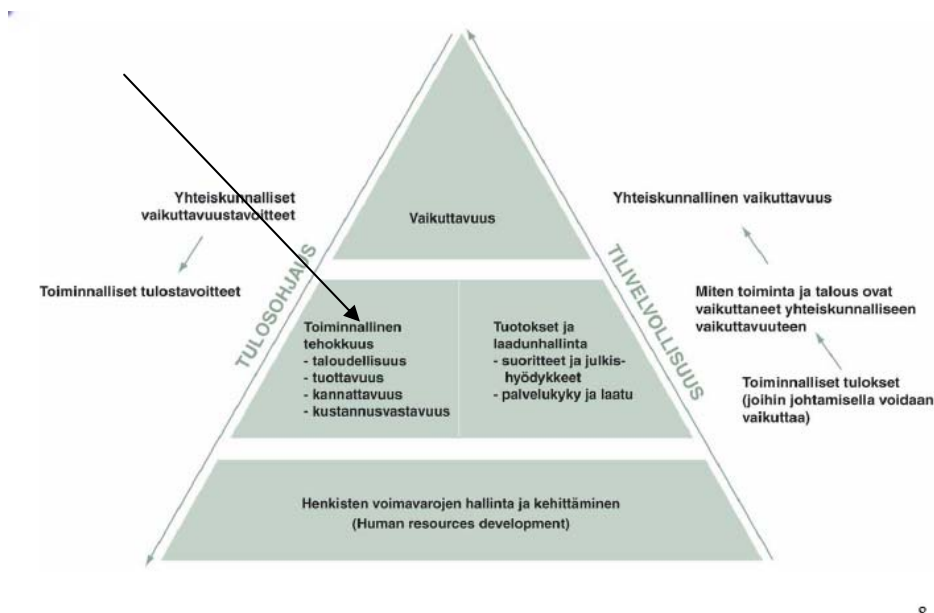 Yhteiskunnalliset
vaikuttavuustavoitteet
Toiminnalliset tulostavoitteet
TULOSOHJAUS
Vaikuttavuus
Toiminnallinen
tehokkuus
- taloudellisuus
- tuottavuus
- kannattavuus
- kustannusvastavuus
Tuotokset ja
laadunhallinta
- suoritteet ja julkis-
hyödykkeet
- palvelukyky ja laatu
Henkisten voimavarojen hallinta ja kehittäminen
(Human resources development)
TILIVELVOLLISUUS
Yhteiskunnallinen vaikuttavuus
Miten toiminta ja talous ovat
vaikuttaneet yhteiskunnalliseen
vaikuttavuuteen
Toiminnalliset tulokset
(joihin johtamisella voidaan
vaikuttaa)